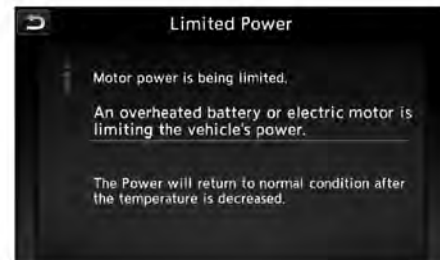 Limited Power
Motor power is being limited.
An overheated battery or electric motor is
limiting the vehicle's power.
The Power will return to normal condition after
the temperature is decreased.